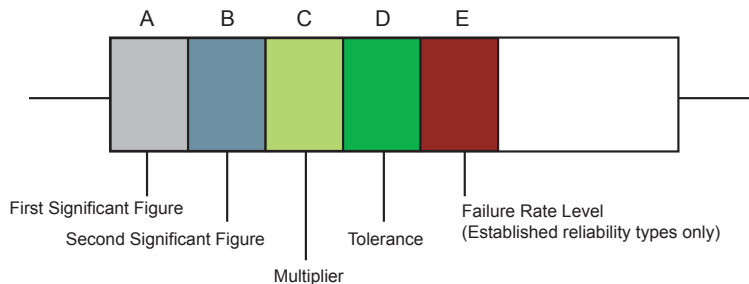 A B C D E
First Significant Figure
Second Significant Figure
Multiplier
Tolerance
Failure Rate Level
(Established reliability types only)